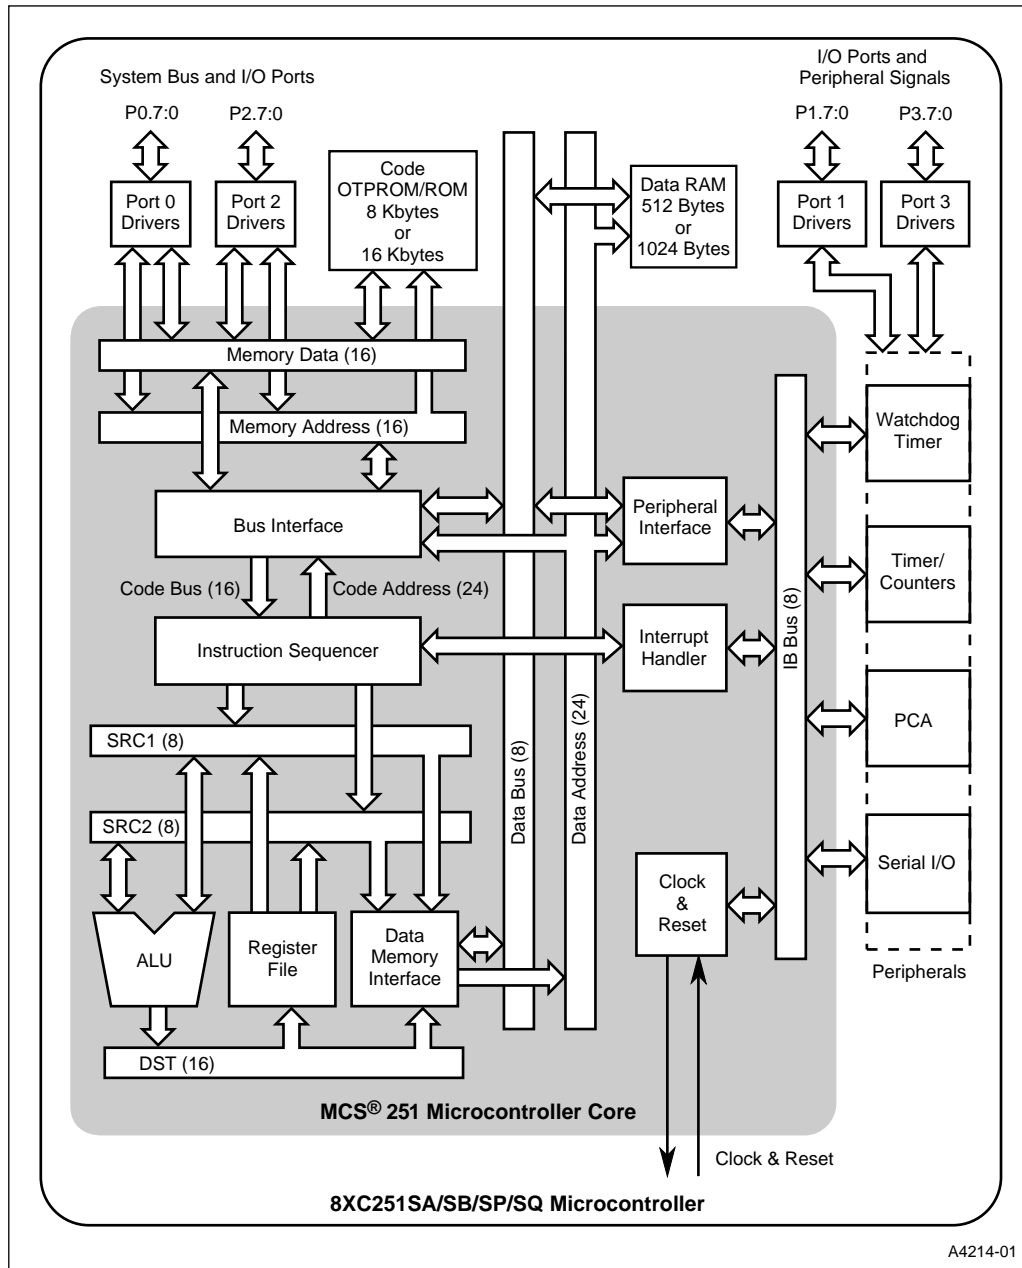 System Bus and I/O Ports
I/O Ports and
Peripheral Signals
P0.7:0
P2.7:0
P1.7:0
P3.7:0
Port 0
Drivers
Port 2
Drivers
Code
OTPROM/ROM
8 Kbytes
or
16 Kbytes
Data RAM
512 Bytes
or
1024 Bytes
Port 1
Drivers
Port 3
Drivers
Memory Data (16)
Memory Address (16)
Bus Interface
Code Bus (16)
Code Address (24)
Instruction Sequencer
SRC1 (8)
SRC2 (8)
ALU
Register
File
Data
Memory
Interface
DST (16)
Data Bus (8)
Data Address (24)
Peripheral
Interface
Interrupt
Handler
Clock
&
Reset
IB Bus (8)
Watchdog
Timer
Timer/
Counters
PCA
Serial I/O
Peripherals
MCS® 251 Microcontroller Core
Clock & Reset
8XC251SA/SB/SP/SQ Microcontroller
A4214-01